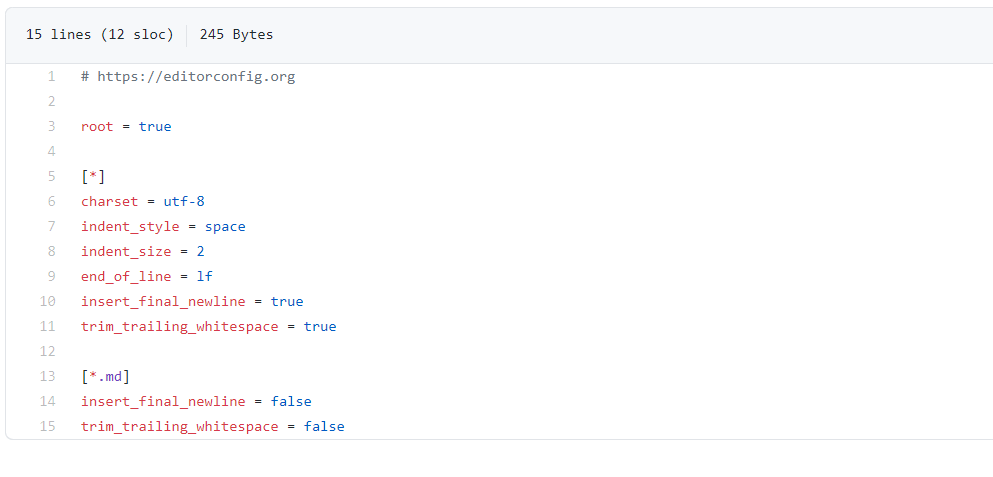 15 lines (12 sloc) 245 Bytes
1 # https://editorconfig.org
2
3 root = true
4
5 [*]
6 charset = utf-8
7 indent_style = space
8 indent_size = 2
9 end_of_line = lf
10 insert_final_newline = true
11 trim_trailing_whitespace = true
12
13 [*.md]
14 insert_final_newline = false
15 trim_trailing_whitespace = false